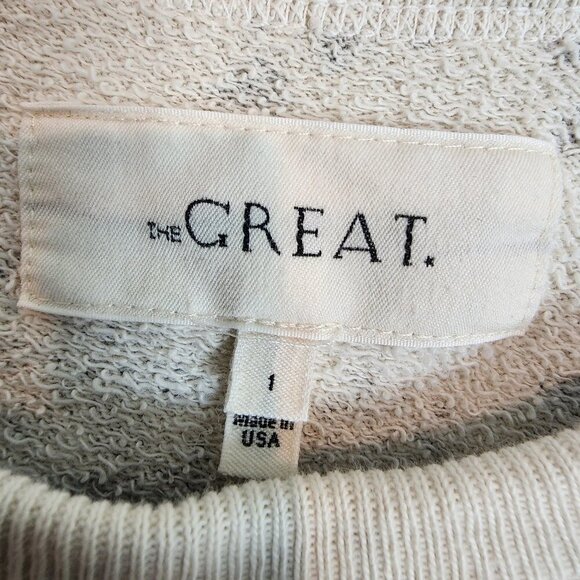 THE GREAT.*
1
Made in
USA